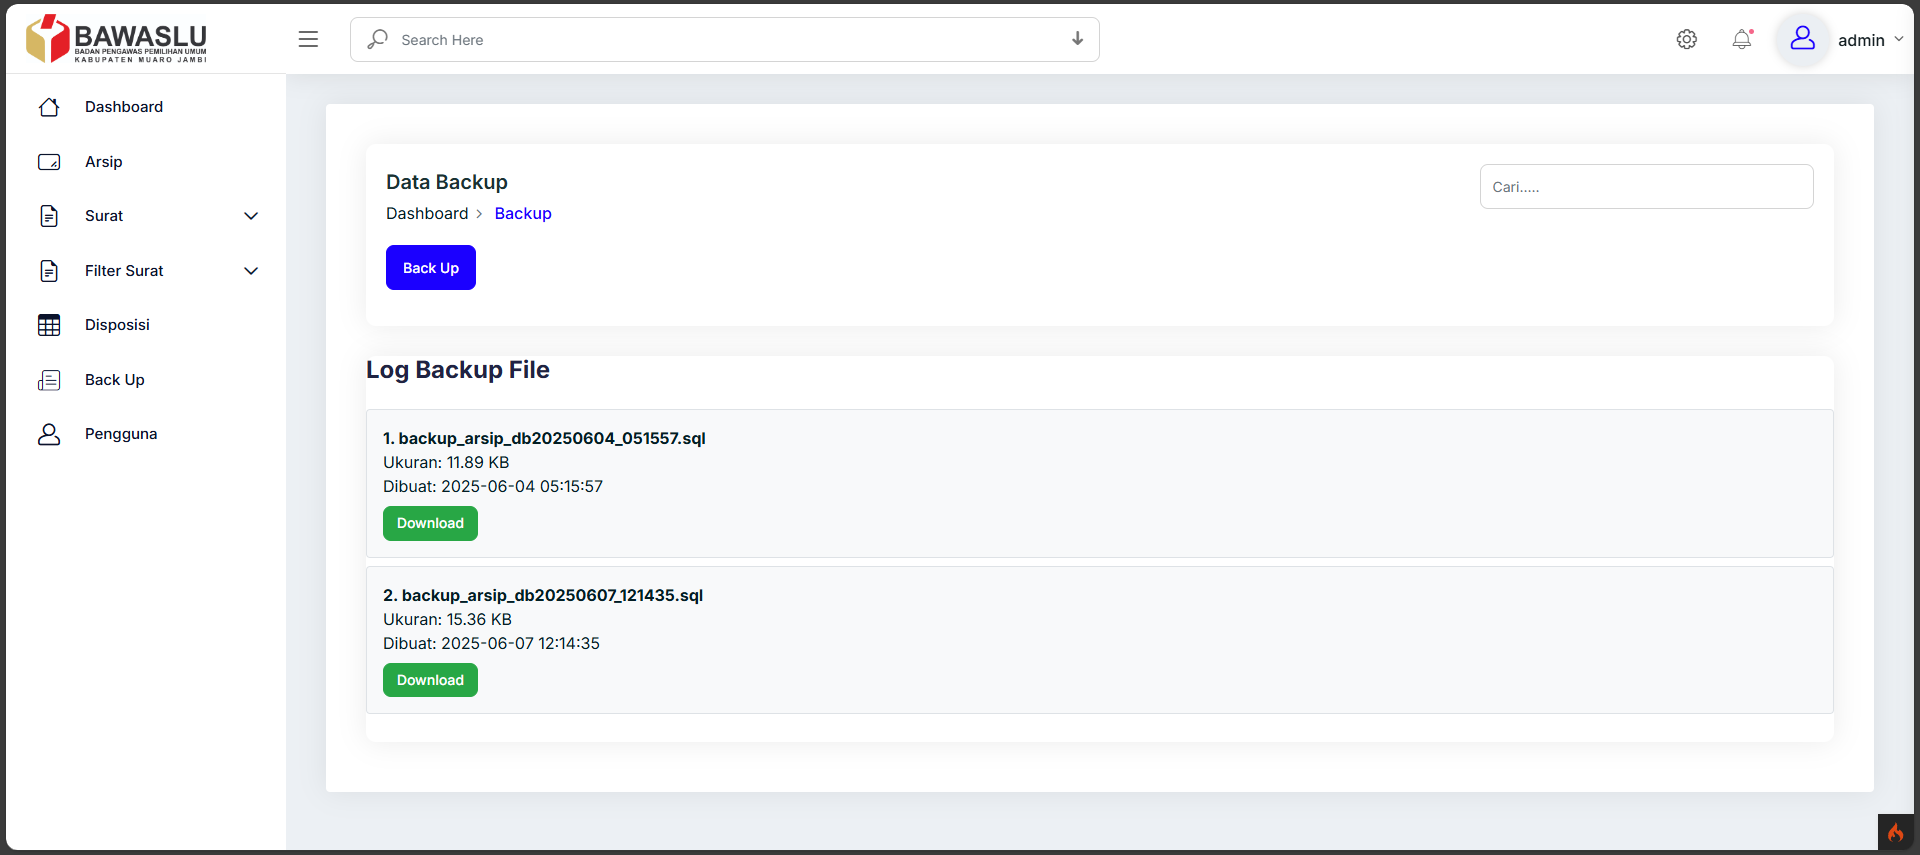 BAWASLU
BADAN PENGAWAS PEMILIHAN UMUM
KABUPATEN MUARO JAMBI
Search Here
admin
Dashboard
Arsip
Surat
Filter Surat
Disposisi
Back Up
Pengguna
Data Backup
Dashboard > Backup
Cari.....
Back Up
Log Backup File
1. backup_arsip_db20250604_051557.sql
Ukuran: 11.89 KB
Dibuat: 2025-06-04 05:15:57
Download
2. backup_arsip_db20250607_121435.sql
Ukuran: 15.36 KB
Dibuat: 2025-06-07 12:14:35
Download